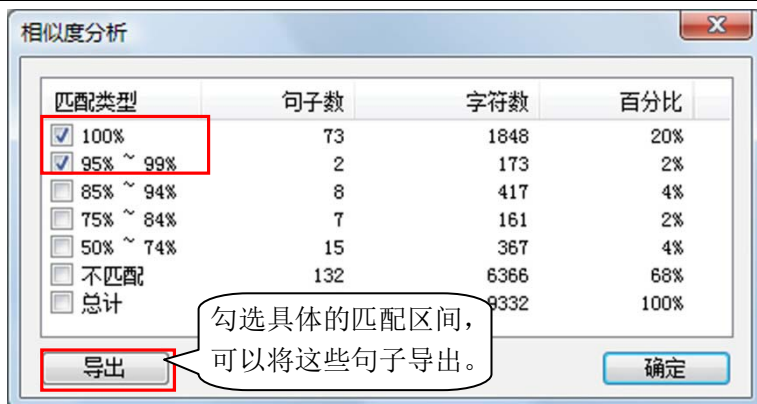 相似度分析
匹配类型 句子数 字符数 百分比
100% 73 1848 20%
95% ~ 99% 2 173 2%
85% ~ 94% 8 417 4%
75% ~ 84% 7 161 2%
50% ~ 74% 15 367 4%
不匹配 132 6366 68%
总计 9332 100%
勾选具体的匹配区间，
可以将这些句子导出。
导出 确定